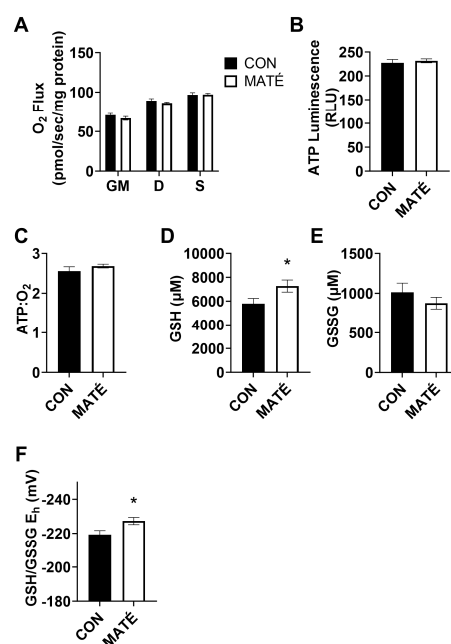 A
O2 Flux
(pmol/sec/mg protein)
150
100
50
0
GM D S
CON
MATÉ
B
ATP Luminescence
(RLU)
250
200
150
100
50
0
CON
MATÉ
C
ATP:O2
3
2
1
0
CON
MATÉ
D
GSH (µM)
10000
8000
6000
4000
2000
0
*
CON
MATÉ
E
GSSG (µM)
1500
1000
500
0
CON
MATÉ
F
GSH/GSSG Eh (mV)
-240
-220
-200
-180
*
CON
MATÉ